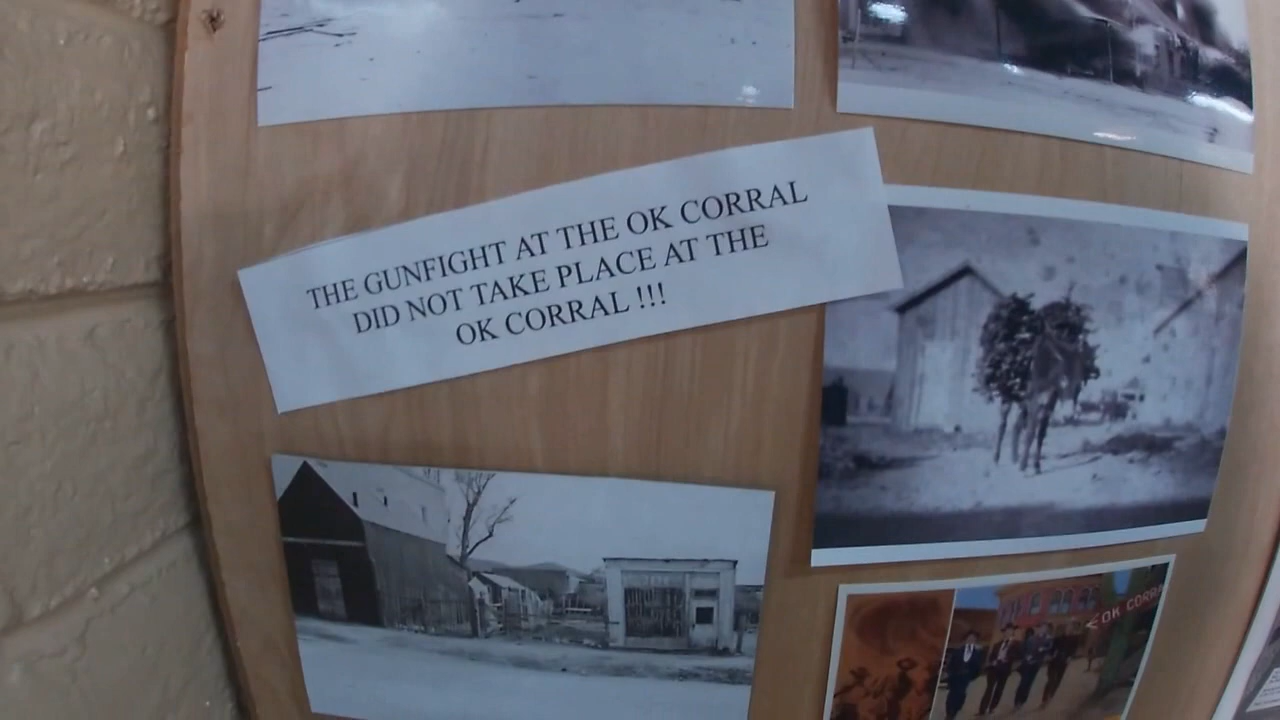 THE GUNFIGHT AT THE OK CORRAL
DID NOT TAKE PLACE AT THE
OK CORRAL !!!
OK CORRAL